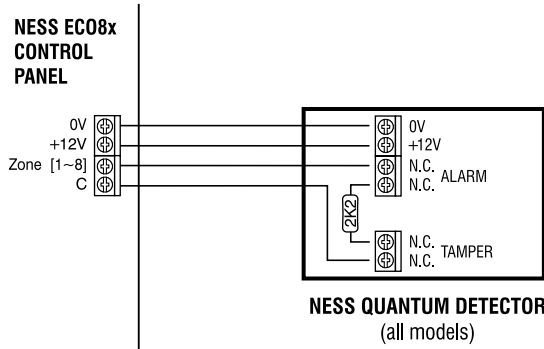 NESS ECO8x
CONTROL
PANEL
0V
+12V
Zone [1~8]
C
0V
+12V
N.C.
N.C.
ALARM
2K2
N.C.
N.C.
TAMPER
NESS QUANTUM DETECTOR
(all models)